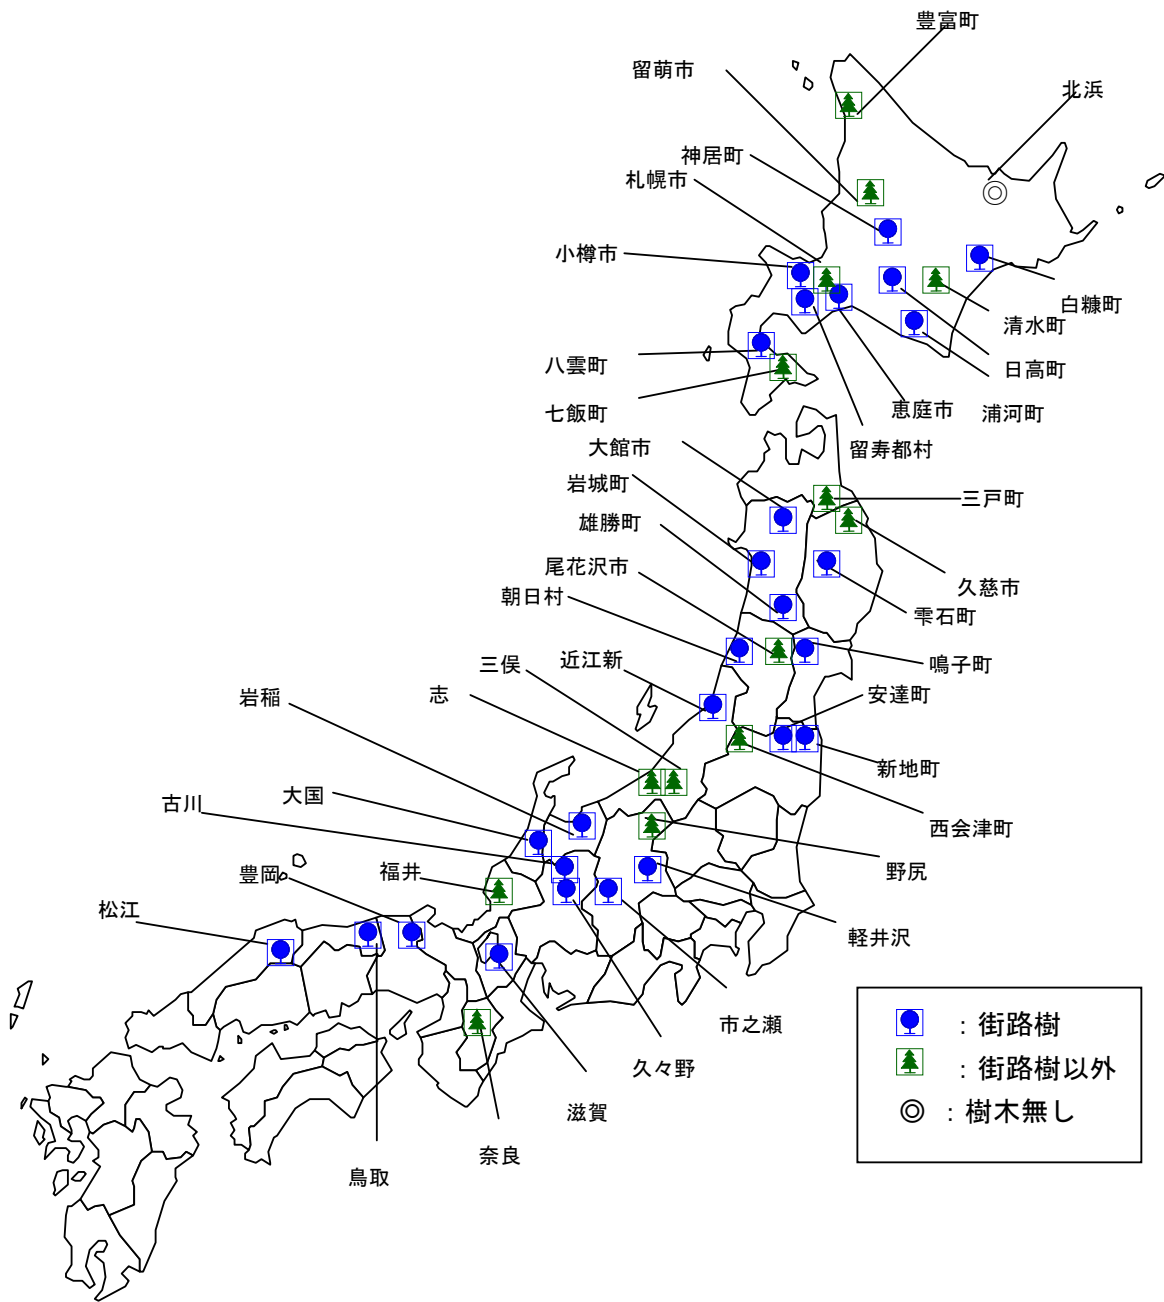 豊富町
留萌市
北浜
神居町
札幌市
小樽市
白糠町
清水町
八雲町
日高町
七飯町
恵庭市
浦河町
大館市
留寿都村
岩城町
三戸町
雄勝町
尾花沢市
久慈市
朝日村
雫石町
三俣
近江新
鳴子町
志
安達町
岩稲
新地町
大国
古川
西会津町
豊岡
福井
野尻
松江
軽井沢
市之瀬
久々野
滋賀
奈良
鳥取
：街路樹
：街路樹以外
：樹木無し